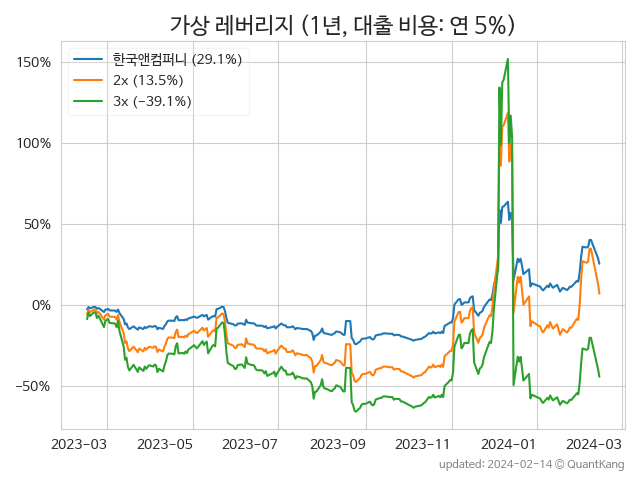 가상 레버리지 (1년, 대출 비용: 연 5%)
한국앤컴퍼니 (29.1%)
2x (13.5%)
3x (−39.1%)
150%
100%
50%
0%
−50%
2023-03 2023-05 2023-07 2023-09 2023-11 2024-01 2024-03
updated: 2024-02-14 © QuantKang